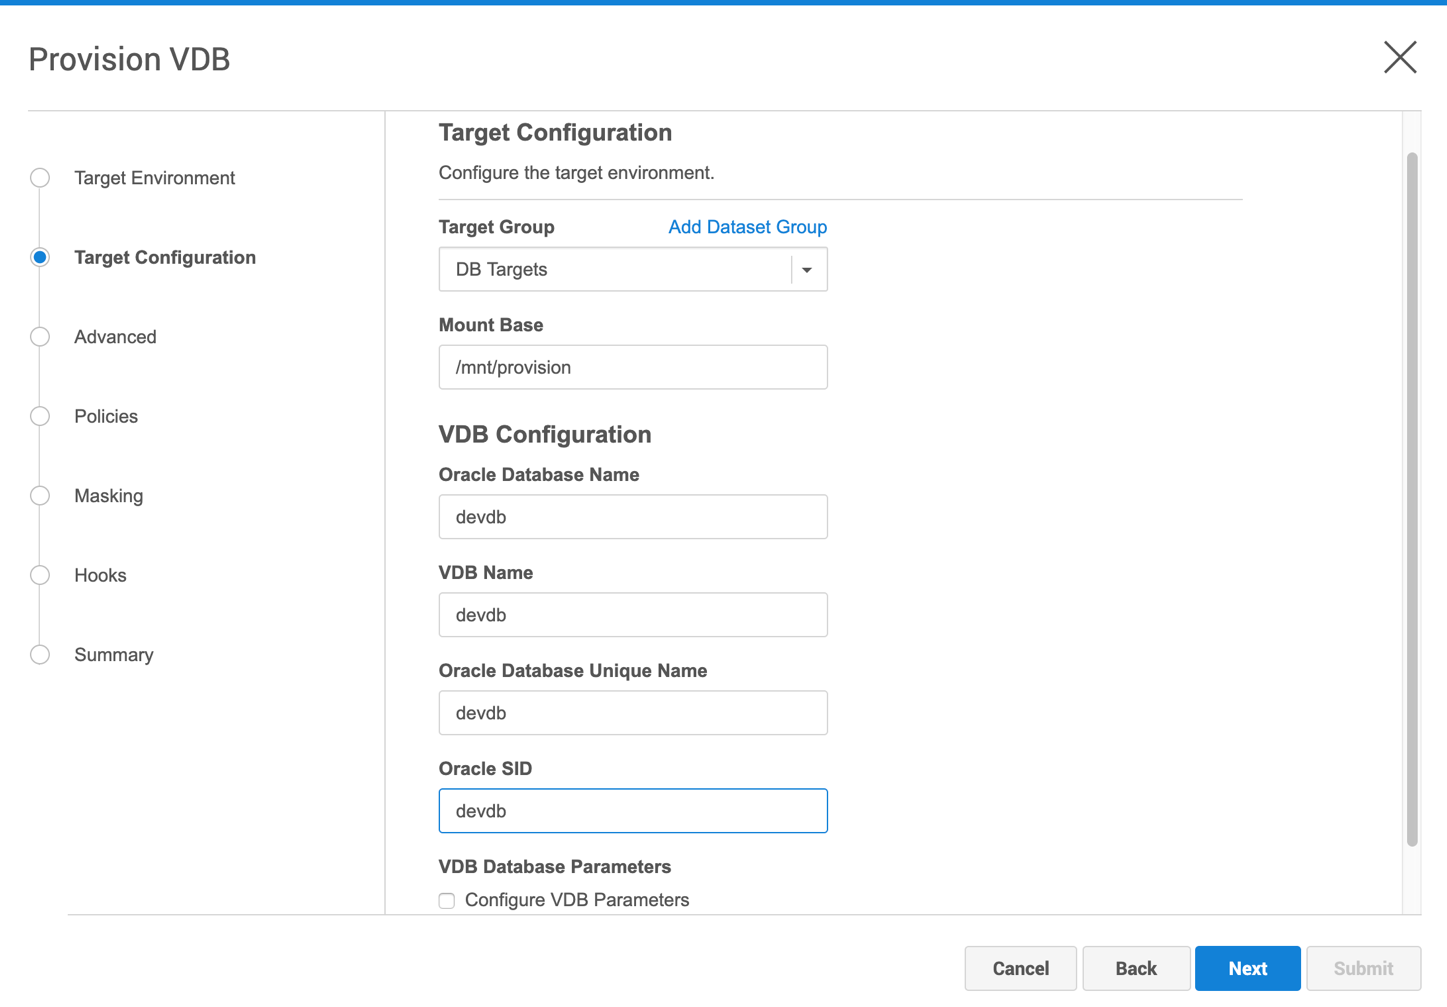 Provision VDB
Target Environment
Target Configuration
Advanced
Policies
Masking
Hooks
Summary
Target Configuration
Configure the target environment.
Target Group Add Dataset Group
DB Targets
Mount Base
/mnt/provision
VDB Configuration
Oracle Database Name
devdb
VDB Name
devdb
Oracle Database Unique Name
devdb
Oracle SID
devdb
VDB Database Parameters
Configure VDB Parameters
Cancel Back Next Submit